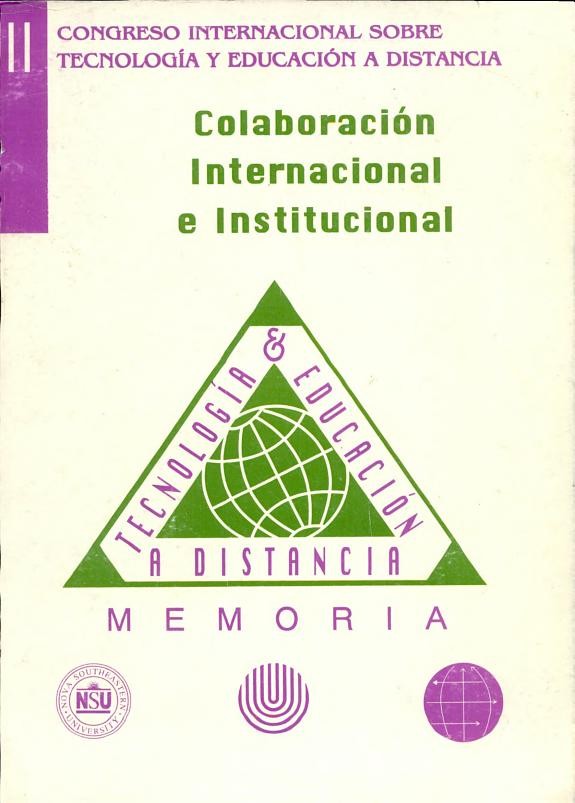 II
CONGRESO INTERNACIONAL SOBRE
TECNOLOGÍA Y EDUCACIÓN A DISTANCIA
Colaboración
Internacional
e Institucional
TECNOLOGÍA & EDUCACIÓN
A DISTANCIA
MEMORIA
NOVA SOUTHEASTERN
NSU
UNIVERSITY